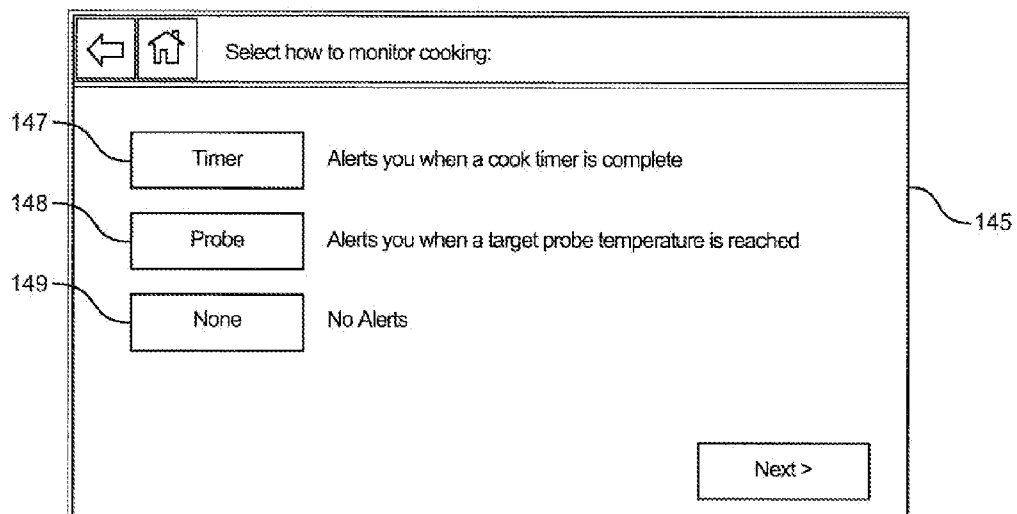 Select how to monitor cooking:
147
Timer Alerts you when a cook timer is complete
148
145
Probe Alerts you when a target probe temperature is reached
149
None No Alerts
Next >